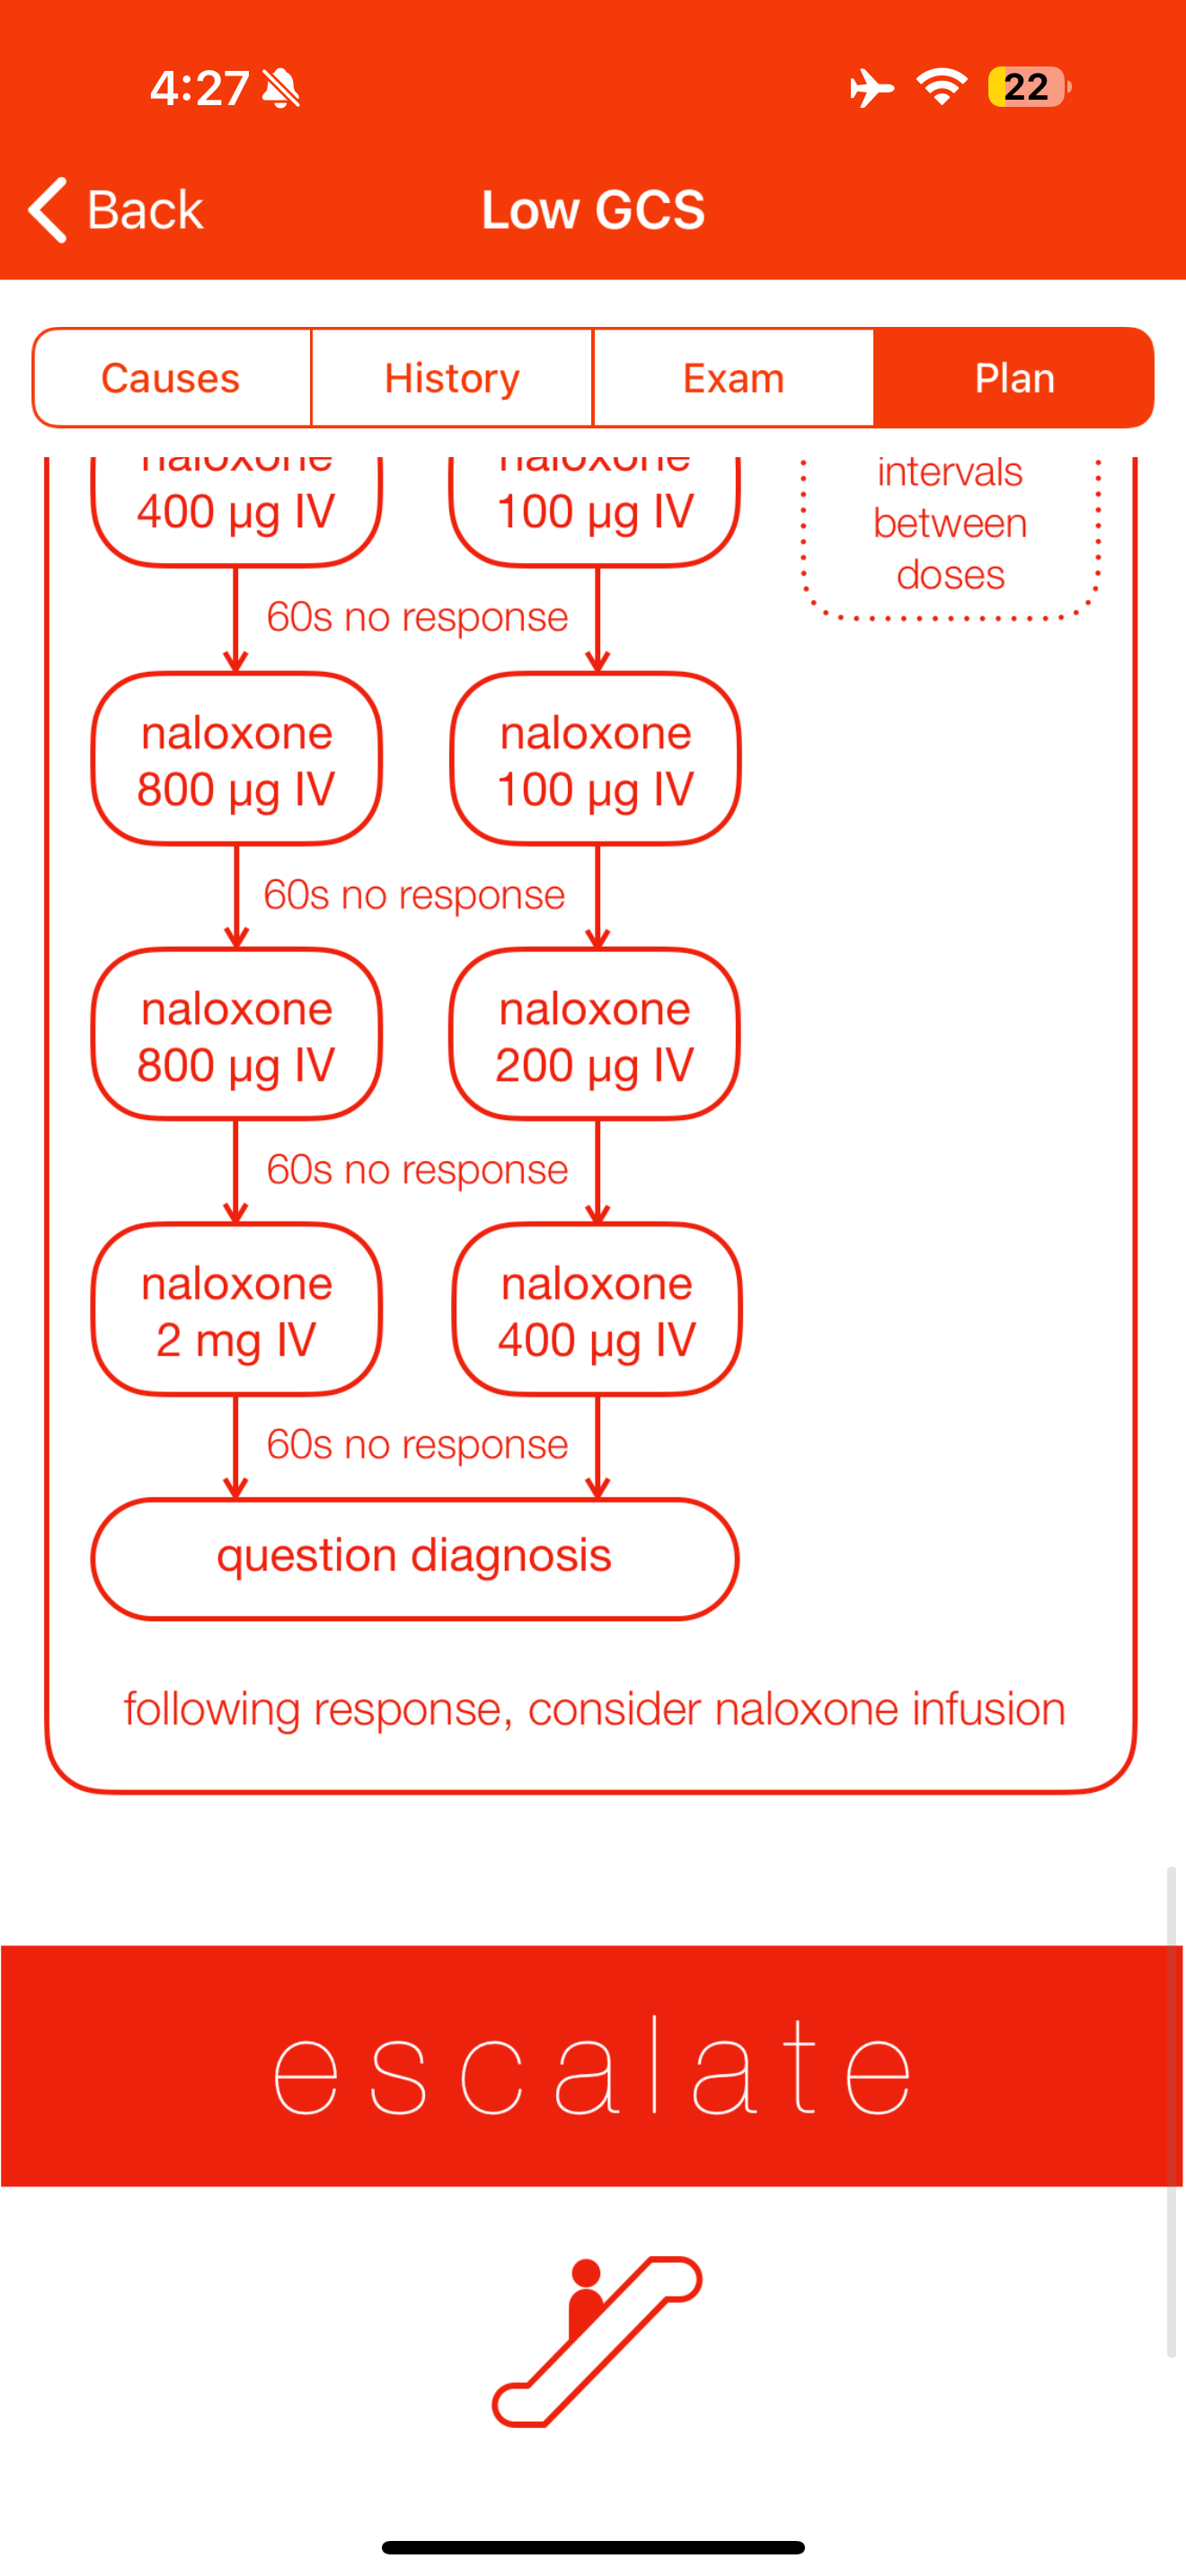 4:27
22
Back
Low GCS
Causes History Exam Plan
naloxone naloxone intervals
400 µg IV 100 µg IV between
doses
60s no response
naloxone naloxone
800 µg IV 100 µg IV
60s no response
naloxone naloxone
800 µg IV 200 µg IV
60s no response
naloxone naloxone
2 mg IV 400 µg IV
60s no response
question diagnosis
following response, consider naloxone infusion
escalate